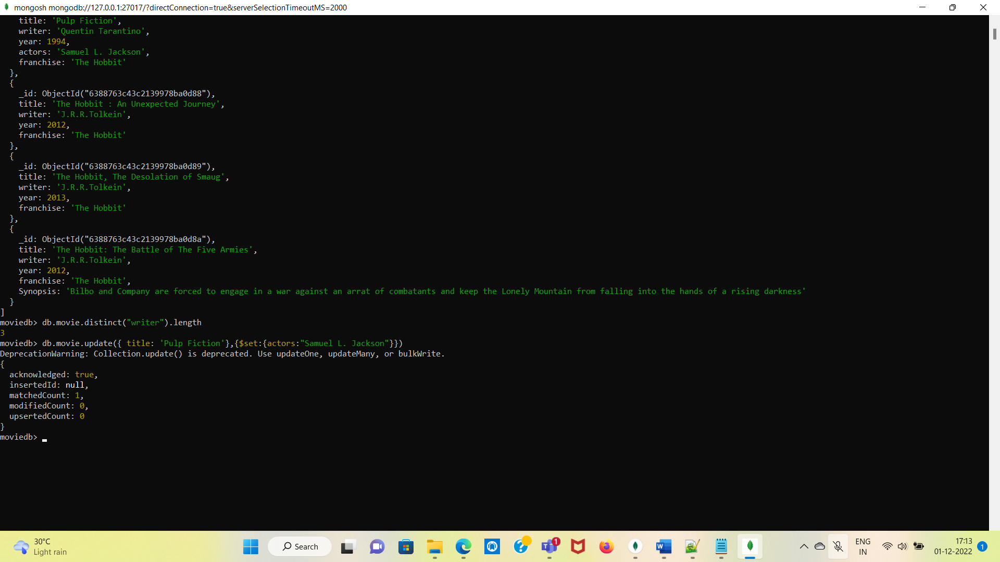 mongosh mongodb://127.0.0.1:27017/?directConnection=true&serverSelectionTimeoutMS=2000
title: 'Pulp Fiction',
writer: 'Quentin Tarantino',
year: 1994,
actors: 'Samuel L. Jackson',
franchise: 'The Hobbit'
},
{
_id: ObjectId("6388763c43c2139978ba0d88"),
title: 'The Hobbit : An Unexpected Journey',
writer: 'J.R.R.Tolkein',
year: 2012,
franchise: 'The Hobbit'
},
{
_id: ObjectId("6388763c43c2139978ba0d89"),
title: 'The Hobbit, The Desolation of Smaug',
writer: 'J.R.R.Tolkein',
year: 2013,
franchise: 'The Hobbit'
},
{
_id: ObjectId("6388763c43c2139978ba0d8a"),
title: 'The Hobbit: The Battle of The Five Armies',
writer: 'J.R.R.Tolkein',
year: 2012,
franchise: 'The Hobbit',
Synopsis: 'Bilbo and Company are forced to engage in a war against an arrat of combatants and keep the Lonely Mountain from falling into the hands of a rising darkness'
}
]
moviedb> db.movie.distinct("writer").length
3
moviedb> db.movie.update({ title: 'Pulp Fiction'},{$set:{actors:"Samuel L. Jackson"}})
DeprecationWarning: Collection.update() is deprecated. Use updateOne, updateMany, or bulkWrite.
{
acknowledged: true,
insertedId: null,
matchedCount: 1,
modifiedCount: 0,
upsertedCount: 0
}
moviedb>
30°C
Light rain
Search
1
ENG
IN
17:13
01-12-2022
1